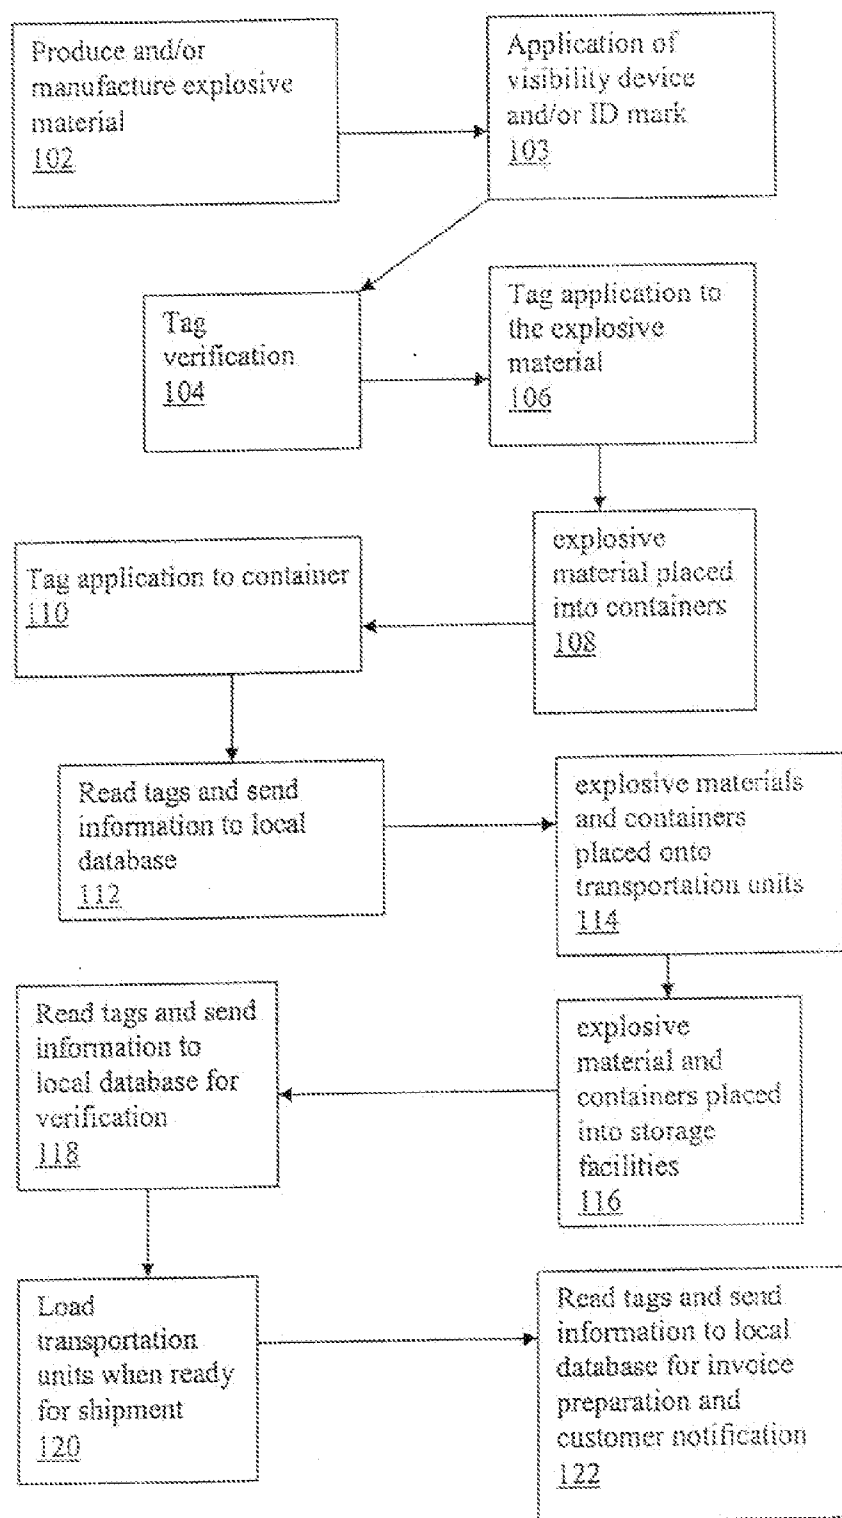 Produce and/or
manufacture explosive
material
102
Application of
visibility device
and/or ID mark
103
Tag
verification
104
Tag application to
the explosive
material
106
explosive
material placed
into containers
108
Tag application to container
110
Read tags and send
information to local
database
112
explosive materials
and containers
placed onto
transportation units
114
explosive
material and
containers placed
into storage
facilities
116
Read tags and send
information to
local database for
verification
118
Load
transportation
units when ready
for shipment
120
Read tags and send
information to local
database for invoice
preparation and
customer notification
122